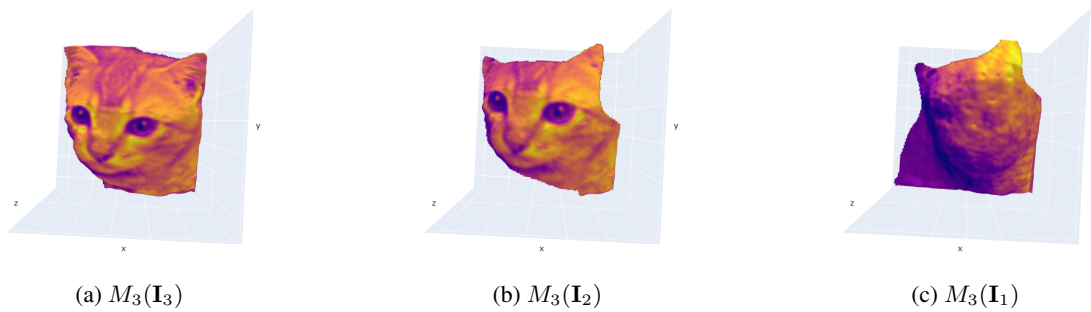 y y
z z z
x x x
(a) M₃(I₃) (b) M₃(I₂) (c) M₃(I₁)